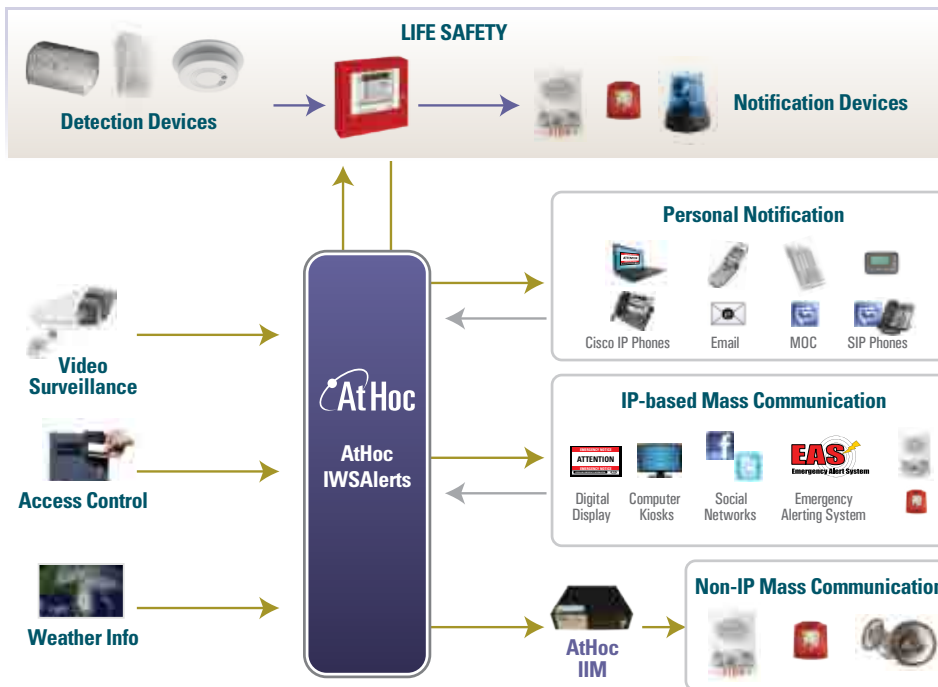 LIFE SAFETY
Detection Devices
Notification Devices
Personal Notification
Cisco IP Phones
Email
MOC
SIP Phones
Video
Surveillance
AtHoc
AtHoc
IWSAlerts
IP-based Mass Communication
ATTENTION
EAS
Emergency Alert System
Digital
Display
Computer
Kiosks
Social
Networks
Emergency
Alerting System
Access Control
Non-IP Mass Communication
Weather Info
AtHoc
IIM